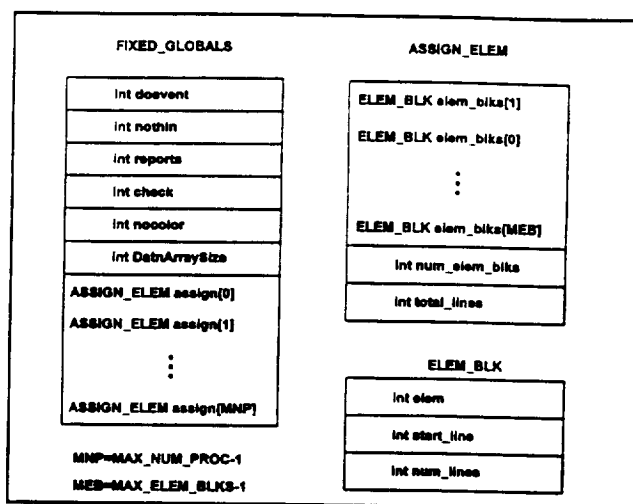 FIXED_GLOBALS
int doevent
int nothin
int reports
int check
int nocolor
int DatnArraySize
ASSIGN_ELEM assign[0]
ASSIGN_ELEM assign[1]
ASSIGN_ELEM assign[MNP]
MNP=MAX_NUM_PROC-1
MEB=MAX_ELEM_BLKS-1
ASSIGN_ELEM
ELEM_BLK elem_blks[1]
ELEM_BLK elem_blks[0]
ELEM_BLK elem_blks[MEB]
int num_elem_blks
int total_lines
ELEM_BLK
int elem
int start_line
int num_lines